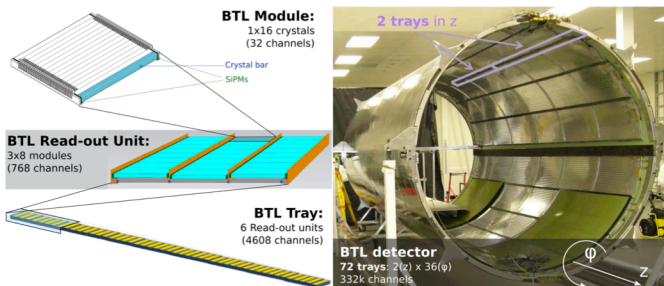 BTL Module:
1x16 crystals
(32 channels)
Crystal bar
SiPMs
BTL Read-out Unit:
3x8 modules
(768 channels)
BTL Tray:
6 Read-out units
(4608 channels)
2 trays in z
BTL detector
72 trays: 2(z) x 36(φ)
332k channels
φ
z